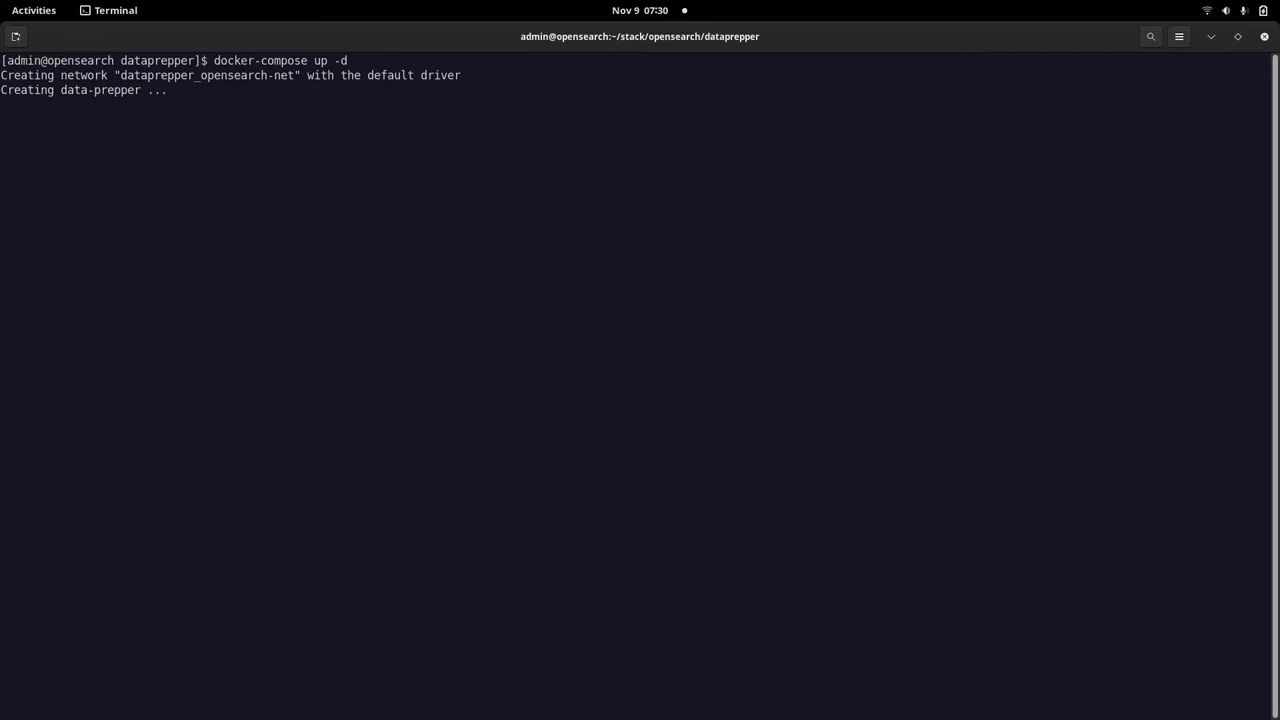 Activities
Terminal
Nov 9 07:30
admin@opensearch:~/stack/opensearch/dataprepper
[admin@opensearch dataprepper]$ docker-compose up -d
Creating network "dataprepper_opensearch-net" with the default driver
Creating data-prepper ...